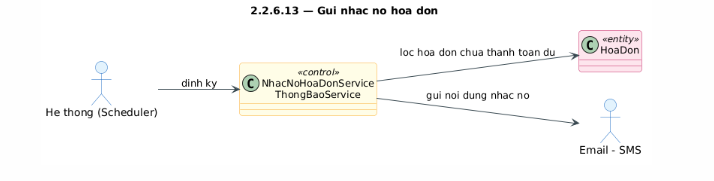 2.2.6.13 — Gui nhac no hoa don
«entity»
C HoaDon
loc hoa don chua thanh toan du
«control»
C NhacNoHoaDonService
ThongBaoService
dinh ky
gui noi dung nhac no
He thong (Scheduler)
Email - SMS